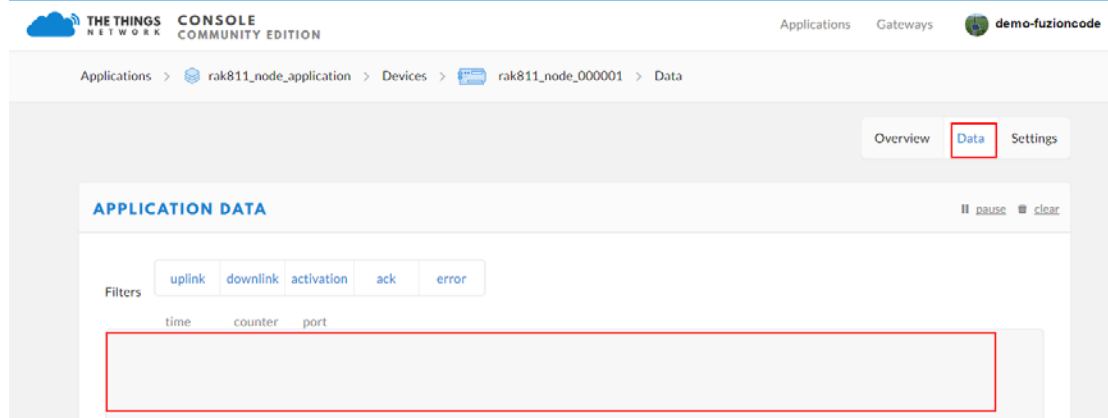 THE THINGS NETWORK CONSOLE COMMUNITY EDITION Applications Gateways demo-fuzioncode
Applications > rak811_node_application > Devices > rak811_node_000001 > Data
Overview Data Settings
APPLICATION DATA pause clear
Filters uplink downlink activation ack error
time counter port